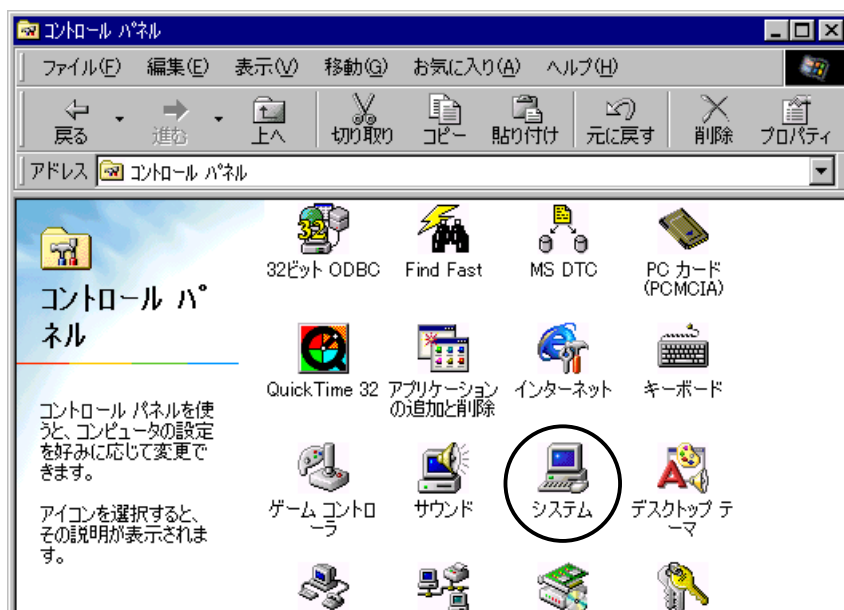 コントロール パネル
ファイル(F) 編集(E) 表示(V) 移動(G) お気に入り(A) ヘルプ(H)
戻る 進む 上へ 切り取り コピー 貼り付け 元に戻す 削除 プロパティ
アドレス コントロール パネル
コントロール パ
ネル
コントロール パネルを使
うと、コンピュータの設定
を好みに応じて変更で
きます。
アイコンを選択すると、
その説明が表示されま
す。
32
32ビット ODBC Find Fast MS DTC PC カード
(PCMCIA)
QuickTime 32 アプリケーション
の追加と削除
インターネット キーボード
ゲーム コントロ
ーラ
サウンド システム デスクトップ テ
ーマ